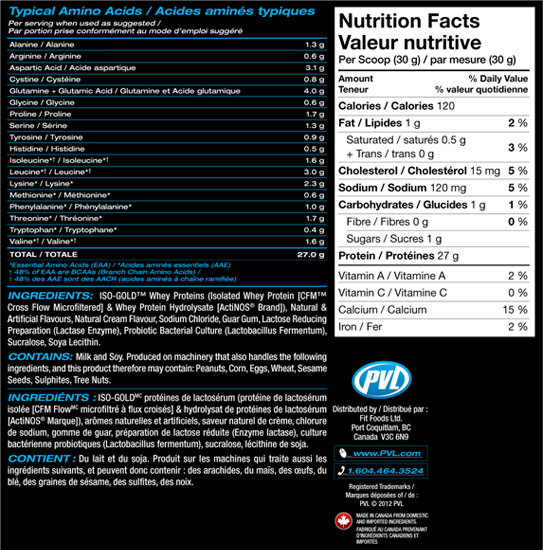 Typical Amino Acids / Acides aminés typiques
Per serving when used as suggested /
Par portion prise conformément au mode d'emploi suggéré
Alanine / Alanine 1.3 g
Arginine / Arginine 0.6 g
Aspartic Acid / Acide aspartique 3.1 g
Cystine / Cystéine 0.8 g
Glutamine + Glutamic Acid / Glutamine et Acide glutamique 4.0 g
Glycine / Glycine 0.6 g
Proline / Proline 1.7 g
Serine / Sérine 1.3 g
Tyrosine / Tyrosine 0.9 g
Histidine / Histidine 0.5 g
Isoleucine*† / Isoleucine*† 1.6 g
Leucine*† / Leucine*† 3.0 g
Lysine* / Lysine* 2.3 g
Methionine* / Méthionine* 0.6 g
Phenylalanine* / Phénylalanine* 1.0 g
Threonine* / Thréonine* 1.7 g
Tryptophan* / Tryptophane* 0.4 g
Valine*† / Valine*† 1.6 g
TOTAL / TOTALE 27.0 g
*Essential Amino Acids (EAA) / *Acides aminés essentiels (AAE)
† 48% of EAA are BCAAs (Branch Chain Amino Acids) /
† 48% des AAE sont des AACR (acides aminés à chaîne ramifiée)
INGREDIENTS: ISO-GOLD™ Whey Proteins (Isolated Whey Protein [CFM™
Cross Flow Microfiltered] & Whey Protein Hydrolysate [ActiNOS® Brand]), Natural &
Artificial Flavours, Natural Cream Flavour, Sodium Chloride, Guar Gum, Lactose Reducing
Preparation (Lactase Enzyme), Probiotic Bacterial Culture (Lactobacillus Fermentum),
Sucralose, Soya Lecithin.
CONTAINS: Milk and Soy. Produced on machinery that also handles the following
ingredients, and this product therefore may contain: Peanuts, Corn, Eggs, Wheat, Sesame
Seeds, Sulphites, Tree Nuts.
INGRÉDIENTS : ISO-GOLDMC protéines de lactosérum (protéine de lactosérum
isolée [CFM FlowMC microfiltré à flux croisés] & hydrolysat de protéines de lactosérum
[ActiNOS® Marque]), arômes naturelles et artificiels, saveur naturel de crème, chlorure
de sodium, gomme de guar, préparation de lactose réduite (Enzyme lactase), culture
bactérienne probiotiques (Lactobacillus fermentum), sucralose, lécithine de soja.
CONTIENT : Du lait et du soja. Produit sur les machines qui traite aussi les
ingrédients suivants, et peuvent donc contenir : des arachides, du maïs, des œufs, du
blé, des graines de sésame, des sulfites, des noix.
Nutrition Facts
Valeur nutritive
Per Scoop (30 g) / par mesure (30 g)
Amount % Daily Value
Teneur % valeur quotidienne
Calories / Calories 120
Fat / Lipides 1 g 2 %
Saturated / saturés 0.5 g
+ Trans / trans 0 g 3 %
Cholesterol / Cholestérol 15 mg 5 %
Sodium / Sodium 120 mg 5 %
Carbohydrates / Glucides 1 g 1 %
Fibre / Fibres 0 g 0 %
Sugars / Sucres 1 g
Protein / Protéines 27 g
Vitamin A / Vitamine A 2 %
Vitamin C / Vitamine C 0 %
Calcium / Calcium 15 %
Iron / Fer 2 %
PVL
Distributed by / Distribué par :
Fit Foods Ltd.
Port Coquitlam, BC
Canada V3C 6N9
www.PVL.com
1.604.464.3524
Registered Trademarks /
Marques déposées of / de :
PVL © 2012 PVL
MADE IN CANADA FROM DOMESTIC
AND IMPORTED INGREDIENTS.
FABRIQUÉ AU CANADA PROVENANT
D'INGRÉDIENTS CANADIENS ET
IMPORTÉS